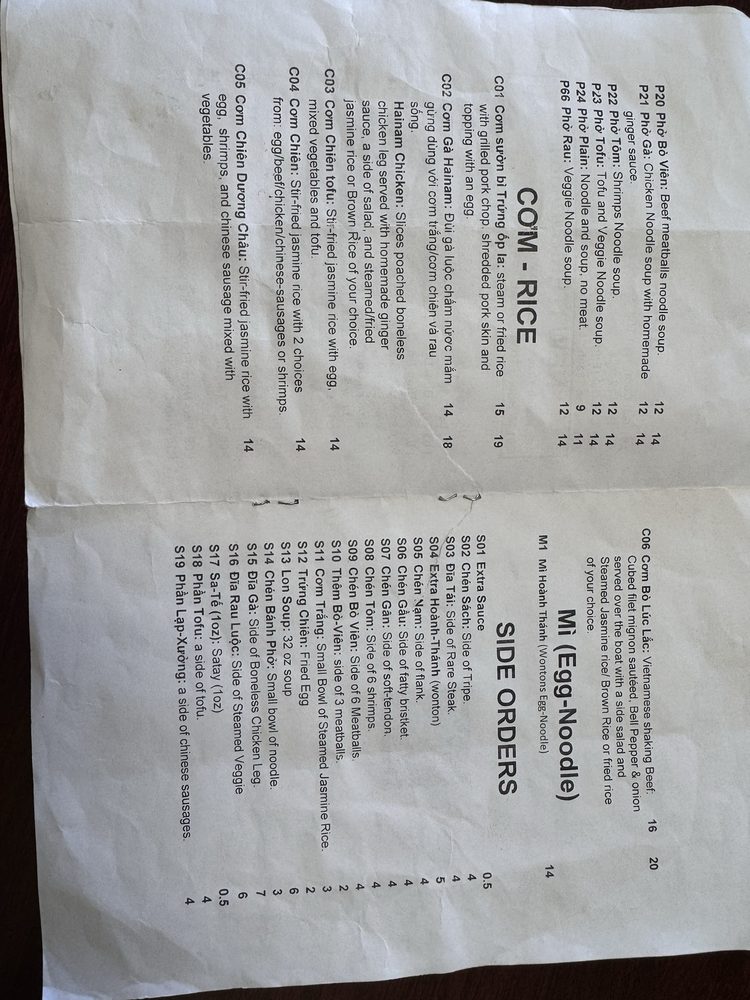 P20 Phở Bò Viên: Beef meatballs noodle soup. 12 14
P21 Phở Gà: Chicken Noodle soup with homemade 12 14
ginger sauce.
P22 Phở Tôm: Shrimps Noodle soup. 12 14
P23 Phở Tofu: Tofu and Veggie Noodle soup. 12 14
P24 Phở Plain: Noodle and soup, no meat. 9 11
P66 Phở Rau: Veggie Noodle soup. 12 14
CƠM - RICE
C01 Cơm sườn bì Trứng ốp la: steam or fried rice 15 19
with grilled pork chop, shredded pork skin and
topping with an egg.
C02 Cơm Gà Hainam: Đùi gà luộc chấm nước mắm 14 18
gừng dùng với cơm trắng/cơm chiên và rau
sống.
Hainam Chicken: Slices poached boneless
chicken leg served with homemade ginger
sauce, a side of salad, and steamed/fried
jasmine rice or Brown Rice of your choice.
C03 Cơm Chiên tofu: Stir-fried jasmine rice with egg, 14
mixed vegetables and tofu.
C04 Cơm Chiên: Stir-fried jasmine rice with 2 choices 14
from: egg/beef/chicken/chinese-sausages or shrimps.
C05 Cơm Chiên Dương Châu: Stir-fried jasmine rice with 14
egg, shrimps, and chinese sausage mixed with
vegetables.
C06 Cơm Bò Lúc Lắc: Vietnamese shaking Beef: 16 20
Cubed filet mignon sautéed, Bell Pepper & onion
served over the boat with a side salad and
Steamed Jasmine rice/ Brown Rice or fried rice
of your choice.
Mì (Egg-Noodle)
M1 Mì Hoành Thánh (Wontons Egg-Noodle) 14
SIDE ORDERS
S01 Extra Sauce 0.5
S02 Chén Sách: Side of Tripe. 4
S03 Đĩa Tái: Side of Rare Steak. 4
S04 Extra Hoành-Thánh (wonton) 5
S05 Chén Nạm: Side of flank. 4
S06 Chén Gầu: Side of fatty bristket. 4
S07 Chén Gân: Side of soft-tendon. 4
S08 Chén Tôm: Side of 6 shrimps. 4
S09 Chén Bò Viên: Side of 6 Meatballs 4
S10 Thêm Bò-Viên: side of 3 meatballs. 2
S11 Cơm Trắng: Small Bowl of Steamed Jasmine Rice. 3
S12 Trứng Chiên: Fried Egg 2
S13 Lon Soup: 32 oz soup 6
S14 Chén Bánh Phở: Small bowl of noodle. 3
S15 Đĩa Gà: Side of Boneless Chicken Leg. 7
S16 Đĩa Rau Luộc: Side of Steamed Veggie 6
S17 Sa-Tế (1oz): Satay (1oz) 0.5
S18 Phần Tofu: a side of tofu. 4
S19 Phần Lạp-Xưởng: a side of chinese sausages. 4